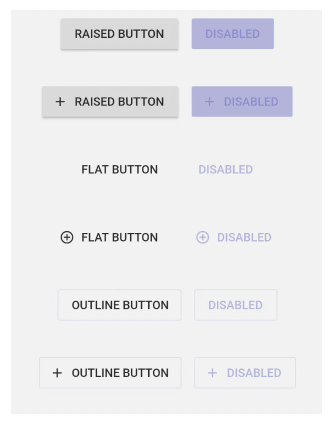 RAISED BUTTON DISABLED
+ RAISED BUTTON + DISABLED
FLAT BUTTON DISABLED
FLAT BUTTON DISABLED
OUTLINE BUTTON DISABLED
+ OUTLINE BUTTON + DISABLED